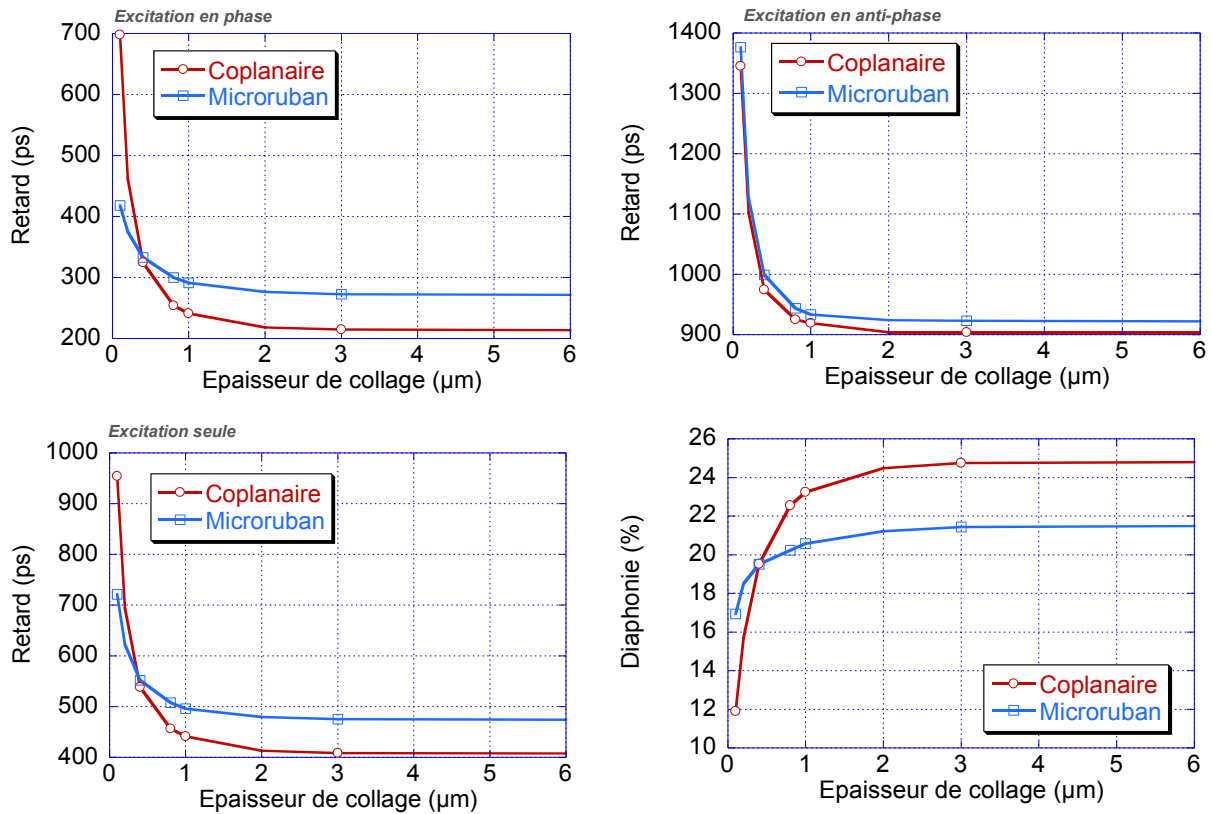 Excitation en phase
700
600
500
400
300
200
Retard (ps)
Coplanaire
Microruban
0 1 2 3 4 5 6
Epaisseur de collage (µm)
Excitation en anti-phase
1400
1300
1200
1100
1000
900
Retard (ps)
Coplanaire
Microruban
0 1 2 3 4 5 6
Epaisseur de collage (µm)
Excitation seule
1000
900
800
700
600
500
400
Retard (ps)
Coplanaire
Microruban
0 1 2 3 4 5 6
Epaisseur de collage (µm)
26
24
22
20
18
16
14
12
10
Diaphonie (%)
Coplanaire
Microruban
0 1 2 3 4 5 6
Epaisseur de collage (µm)